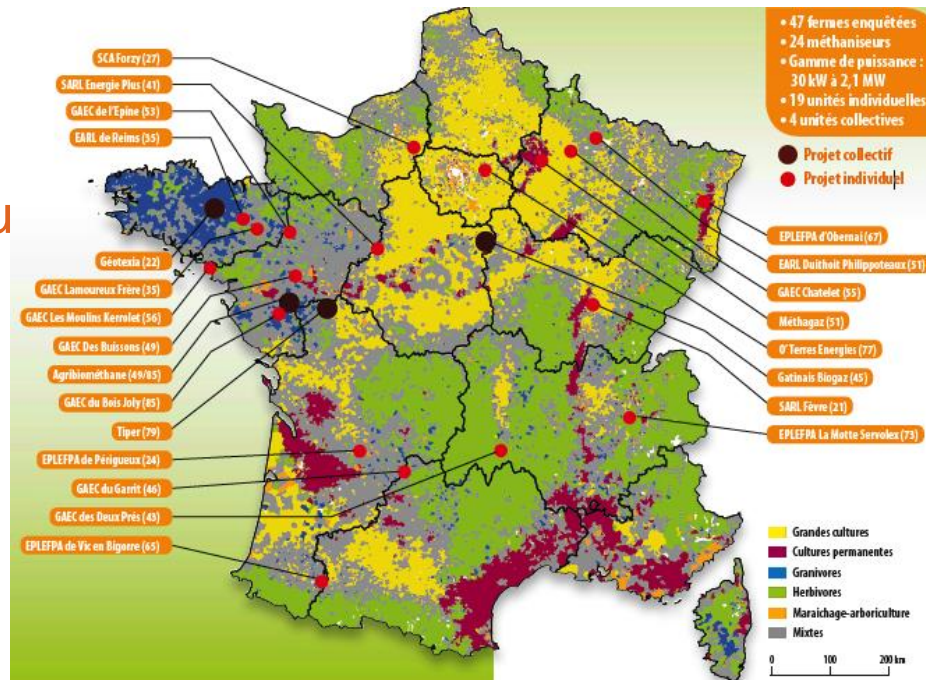 • 47 fermes enquêtées
• 24 méthaniseurs
• Gamme de puissance :
30 kW à 2,1 MW
• 19 unités individuelles
• 4 unités collectives
Projet collectif
Projet individuel
SCA Forzy (27)
SARL Energie Plus (41)
GAEC de l'Epine (53)
EARL de Reims (35)
u
Géotexia (22)
GAEC Lamoureux Frère (35)
GAEC Les Moulins Kerrolet (56)
GAEC Des Buissons (49)
Agribiométhane (49/85)
GAEC du Bois Joly (85)
Tiper (79)
EPLEFPA de Périgueux (24)
GAEC du Garrit (46)
GAEC des Deux Prés (43)
EPLEFPA de Vic en Bigorre (65)
EPLEFPA d'Obernai (67)
EARL Duithoit Philippoteaux (51)
GAEC Chatelet (55)
Méthagaz (51)
O'Terres Energies (77)
Gatinais Biogaz (45)
SARL Fèvre (21)
EPLEFPA La Motte Servolex (73)
Grandes cultures
Cultures permanentes
Granivores
Herbivores
Maraichage-arboriculture
Mixtes
0 100 200 km